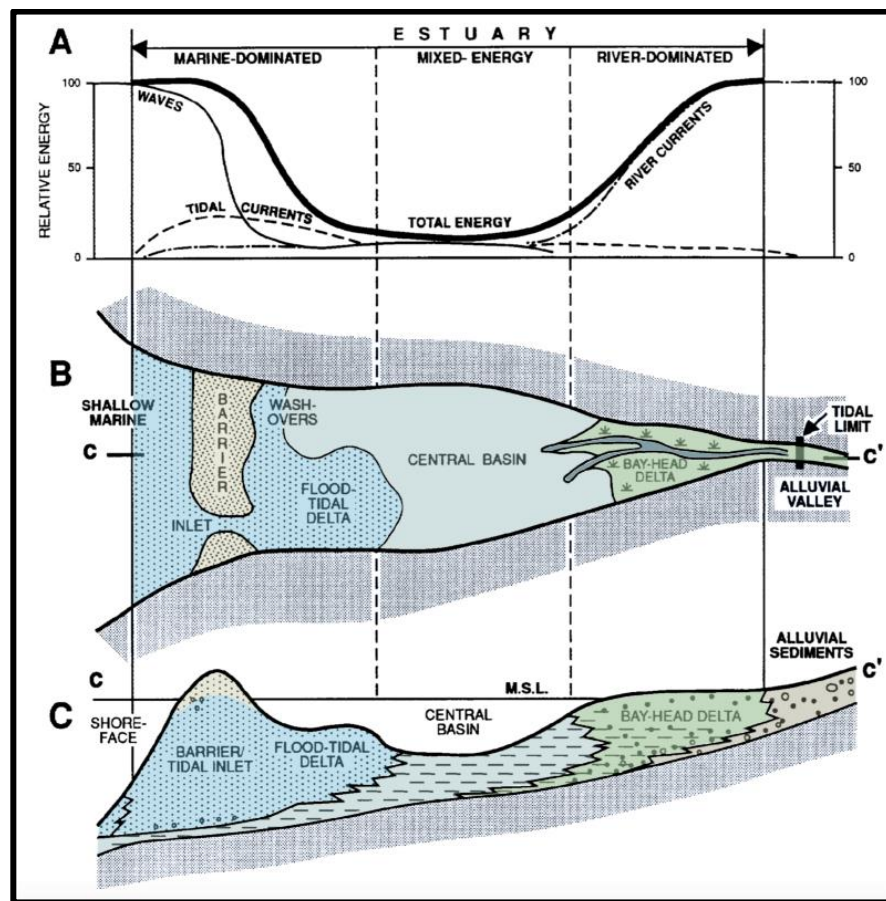 A
ESTUARY
MARINE-DOMINATED
MIXED- ENERGY
RIVER-DOMINATED
100
100
WAVES
RELATIVE ENERGY
50
50
TIDAL CURRENTS
TOTAL ENERGY
RIVER CURRENTS
0
0
B
SHALLOW
MARINE
BARRIER
WASH-
OVERS
TIDAL
LIMIT
C
CENTRAL BASIN
C'
BAY-HEAD
DELTA
FLOOD-
TIDAL
DELTA
INLET
ALLUVIAL
VALLEY
ALLUVIAL
SEDIMENTS
C
C'
M.S.L.
C
SHORE-
FACE
CENTRAL
BASIN
BARRIER/
TIDAL INLET
FLOOD-TIDAL
DELTA
BAY-HEAD DELTA